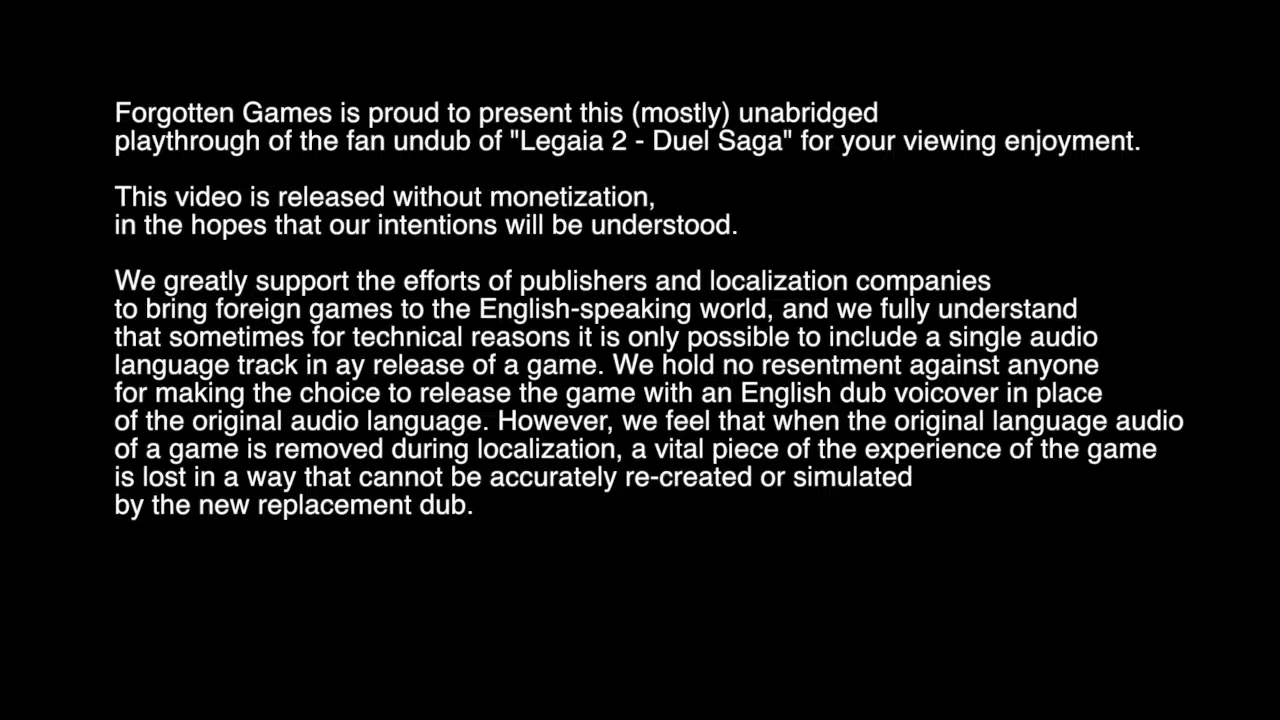 Forgotten Games is proud to present this (mostly) unabridged
playthrough of the fan undub of "Legaia 2 - Duel Saga" for your viewing enjoyment.
This video is released without monetization,
in the hopes that our intentions will be understood.
We greatly support the efforts of publishers and localization companies
to bring foreign games to the English-speaking world, and we fully understand
that sometimes for technical reasons it is only possible to include a single audio
language track in ay release of a game. We hold no resentment against anyone
for making the choice to release the game with an English dub voicover in place
of the original audio language. However, we feel that when the original language audio
of a game is removed during localization, a vital piece of the experience of the game
is lost in a way that cannot be accurately re-created or simulated
by the new replacement dub.